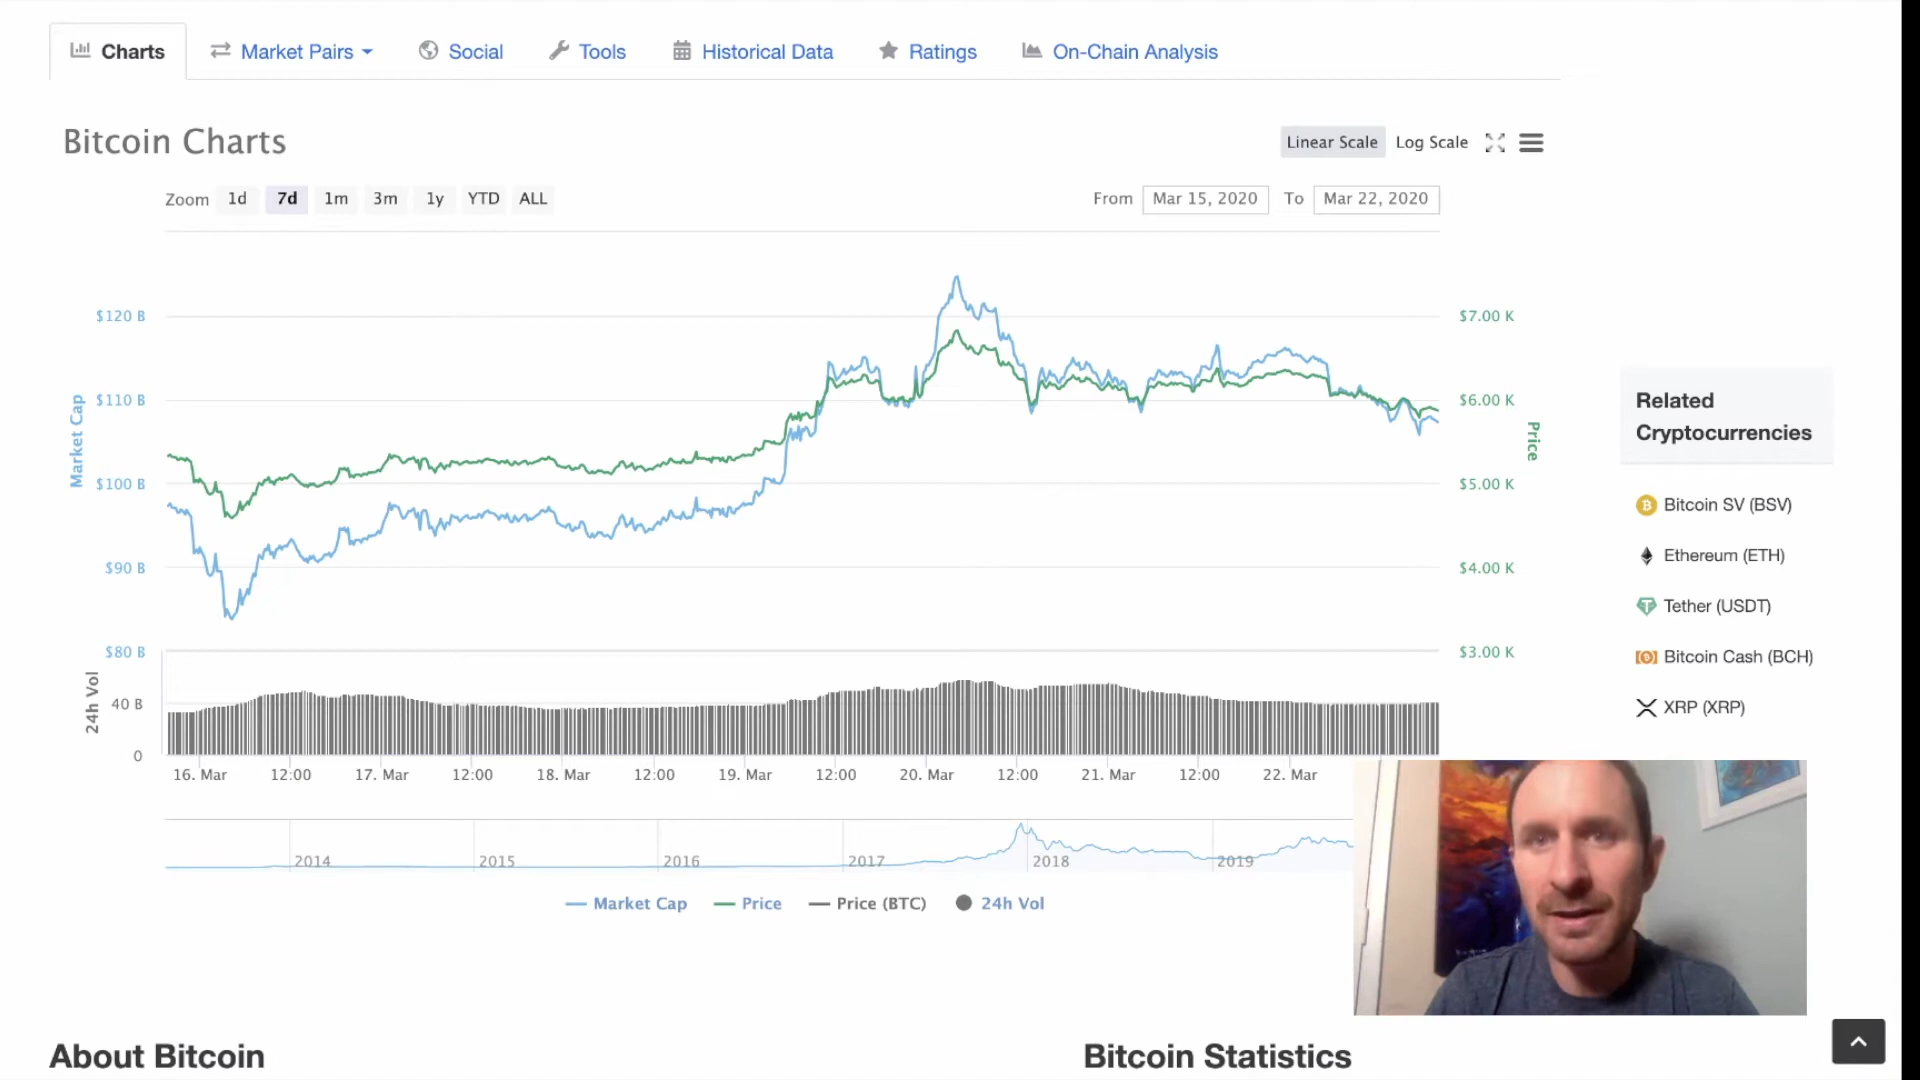 Charts
Market Pairs
Social
Tools
Historical Data
Ratings
On-Chain Analysis
Bitcoin Charts
Linear Scale
Log Scale
Zoom 1d 7d 1m 3m 1y YTD ALL
From Mar 15, 2020 To Mar 22, 2020
$120 B
$110 B
$100 B
$90 B
$80 B
Market Cap
$7.00 K
$6.00 K
$5.00 K
$4.00 K
$3.00 K
Price
24h Vol
40 B
0
16. Mar 12:00 17. Mar 12:00 18. Mar 12:00 19. Mar 12:00 20. Mar 12:00 21. Mar 12:00 22. Mar
2014 2015 2016 2017 2018 2019
Market Cap Price Price (BTC) 24h Vol
Related
Cryptocurrencies
Bitcoin SV (BSV)
Ethereum (ETH)
Tether (USDT)
Bitcoin Cash (BCH)
XRP (XRP)
About Bitcoin
Bitcoin Statistics